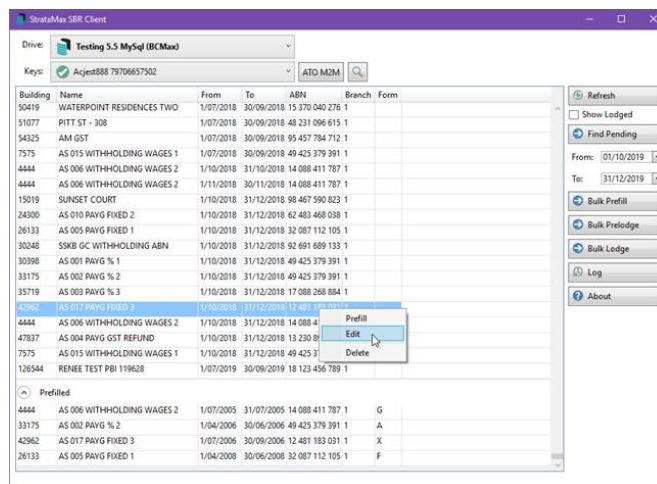 StrataMax SBR Client
Drive: Testing 5.5 MySql (BCMax)
Keys: Acjest888 79706657502 ATO M2M
Building Name From To ABN Branch Form
50419 WATERPOINT RESIDENCES TWO 1/07/2018 30/09/2018 15 370 040 276 1
51077 PITT ST - 308 1/07/2018 30/09/2018 48 231 096 615 1
54325 AM GST 1/07/2018 30/09/2018 95 457 784 712 1
7575 AS 015 WITHHOLDING WAGES 1 1/07/2018 30/09/2018 49 425 379 391 1
4444 AS 006 WITHHOLDING WAGES 2 1/10/2018 31/10/2018 14 088 411 787 1
4444 AS 006 WITHHOLDING WAGES 2 1/11/2018 30/11/2018 14 088 411 787 1
15019 SUNSET COURT 1/10/2018 31/12/2018 98 467 590 823 1
24300 AS 010 PAYG FIXED 2 1/10/2018 31/12/2018 62 483 468 038 1
26133 AS 005 PAYG FIXED 1 1/10/2018 31/12/2018 32 087 112 105 1
30248 SSKB GC WITHHOLDING ABN 1/10/2018 31/12/2018 92 691 689 133 1
30398 AS 001 PAYG % 1 1/10/2018 31/12/2018 49 425 379 391 1
33175 AS 002 PAYG % 2 1/10/2018 31/12/2018 49 425 379 391 1
35719 AS 003 PAYG % 3 1/10/2018 31/12/2018 17 088 268 884 1
42962 AS 017 PAYG FIXED 3 1/10/2018 31/12/2018 12 481 183 031 1
4444 AS 006 WITHHOLDING WAGES 2 1/10/2018 31/12/2018 14 088 4
47837 AS 004 PAYG GST REFUND 1/10/2018 31/12/2018 13 230
7575 AS 015 WITHHOLDING WAGES 1 1/10/2018 31/12/2018 49 425
126544 RENEE TEST PBI 119628 1/07/2019 30/09/2019 18 123 456 789 1
Prefill
Edit
Delete
Prefilled
4444 AS 006 WITHHOLDING WAGES 2 1/07/2005 31/07/2005 14 088 411 787 1 G
33175 AS 002 PAYG % 2 1/04/2006 30/06/2006 49 425 379 391 1 A
42962 AS 017 PAYG FIXED 3 1/07/2006 30/09/2006 12 481 183 031 1 X
26133 AS 005 PAYG FIXED 1 1/04/2008 30/06/2008 32 087 112 105 1 F
Refresh
Show Lodged
Find Pending
From: 01/10/2019
To: 31/12/2019
Bulk Prefill
Bulk Prelodge
Bulk Lodge
Log
About